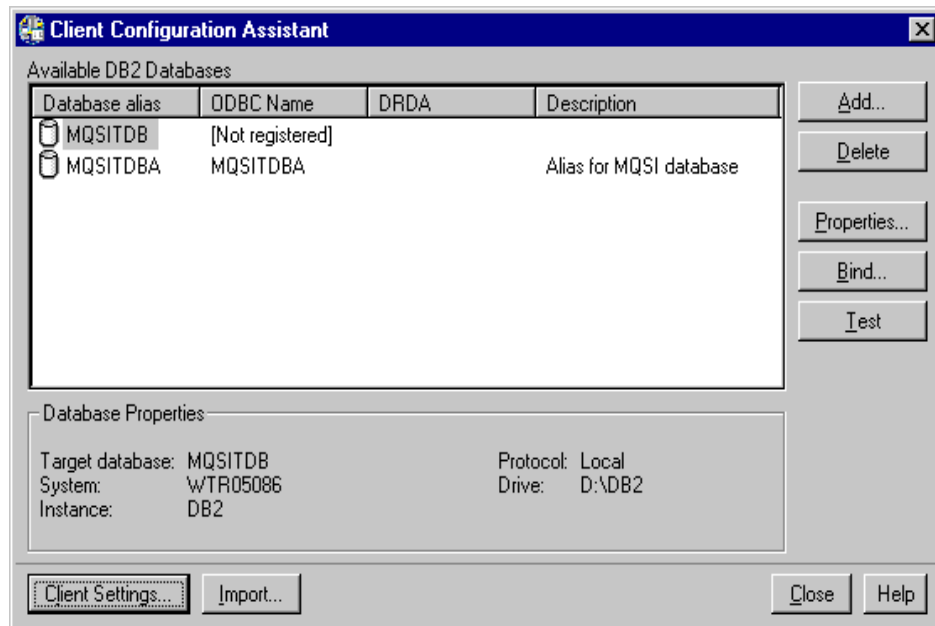 Client Configuration Assistant
Available DB2 Databases
Database alias ODBC Name DRDA Description
MQSITDB [Not registered]
MQSITDBA MQSITDBA Alias for MQSI database
Add...
Delete
Properties...
Bind...
Test
Database Properties
Target database: MQSITDB Protocol: Local
System: WTR05086 Drive: D:\DB2
Instance: DB2
Client Settings... Import... Close Help